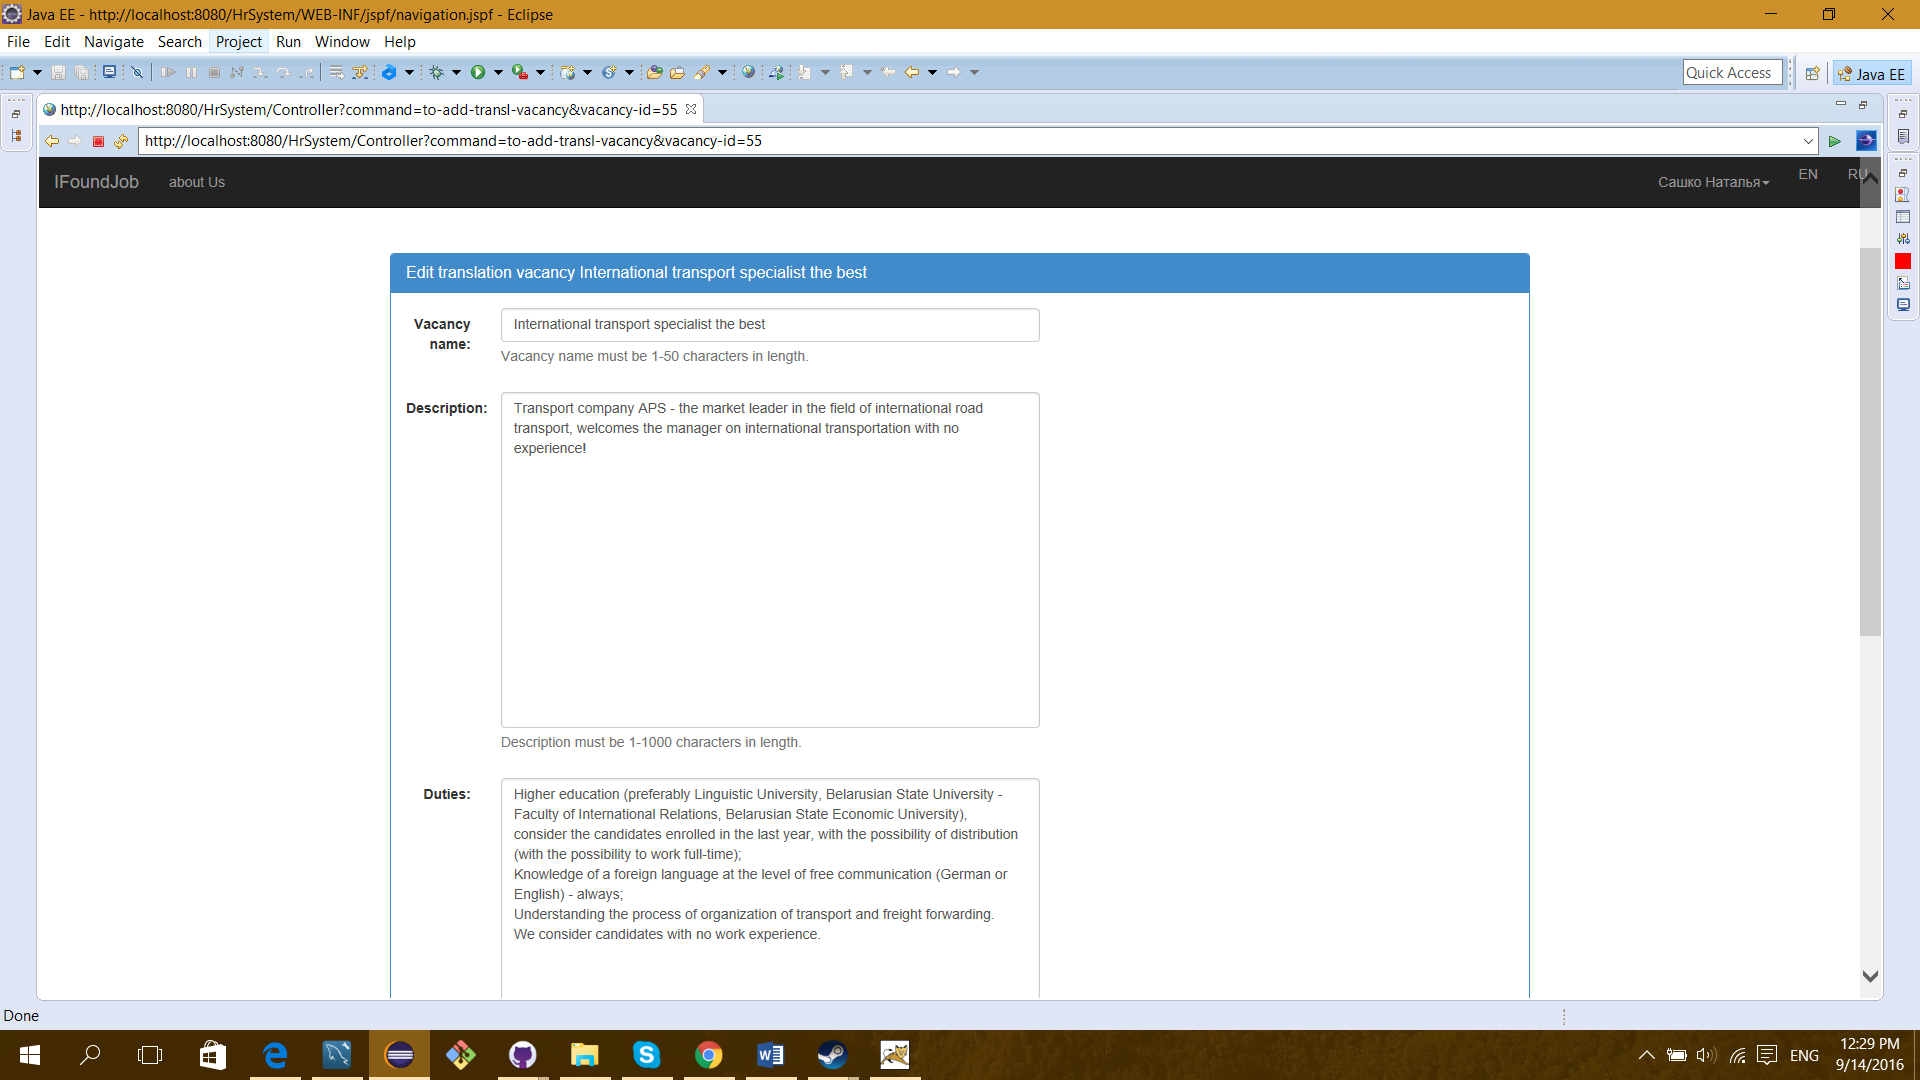 Java EE - http://localhost:8080/HrSystem/WEB-INF/jspf/navigation.jspf - Eclipse
File Edit Navigate Search Project Run Window Help
Quick Access
Java EE
http://localhost:8080/HrSystem/Controller?command=to-add-transl-vacancy&vacancy-id=55
http://localhost:8080/HrSystem/Controller?command=to-add-transl-vacancy&vacancy-id=55
IFoundJob about Us Сашко Наталья EN RU
Edit translation vacancy International transport specialist the best
Vacancy name:
International transport specialist the best
Vacancy name must be 1-50 characters in length.
Description:
Transport company APS - the market leader in the field of international road
transport, welcomes the manager on international transportation with no
experience!
Description must be 1-1000 characters in length.
Duties:
Higher education (preferably Linguistic University, Belarusian State University -
Faculty of International Relations, Belarusian State Economic University),
consider the candidates enrolled in the last year, with the possibility of distribution
(with the possibility to work full-time);
Knowledge of a foreign language at the level of free communication (German or
English) - always;
Understanding the process of organization of transport and freight forwarding.
We consider candidates with no work experience.
Done
ENG
12:29 PM
9/14/2016